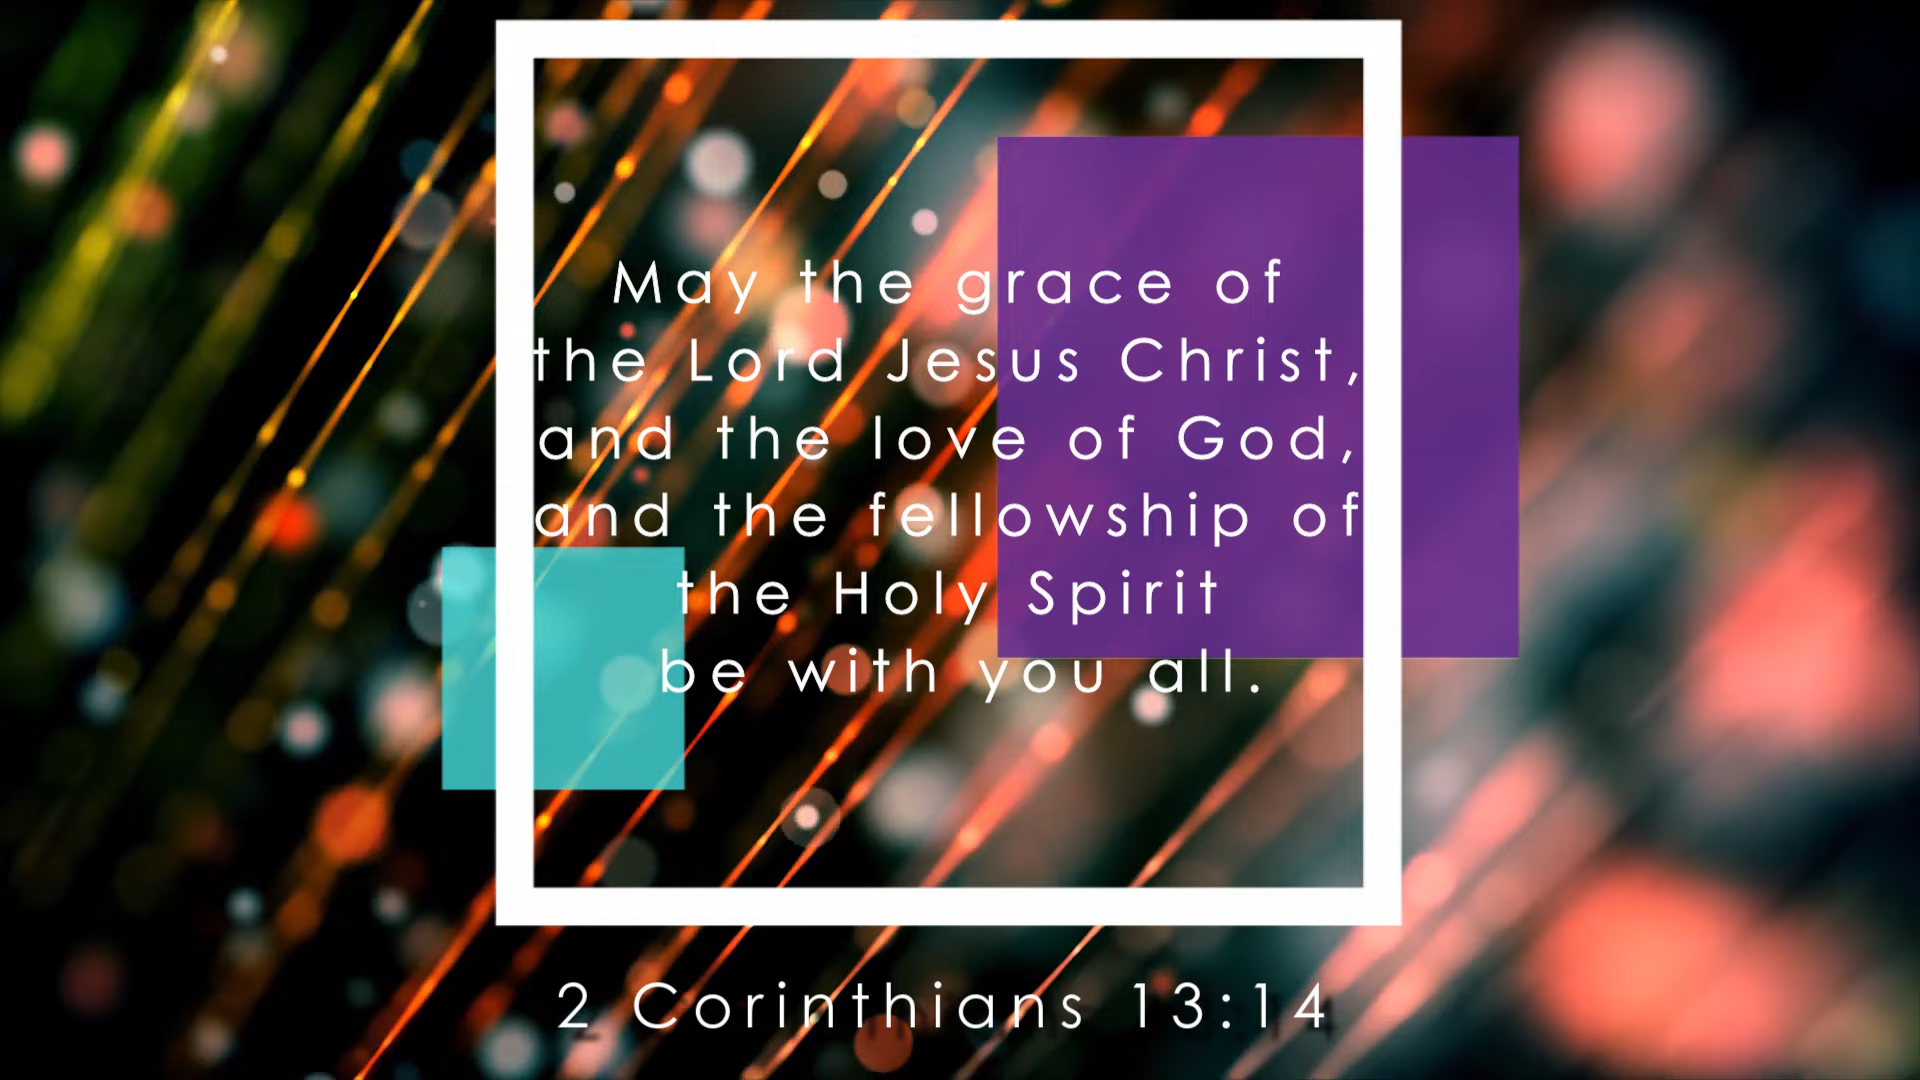 May the grace of
the Lord Jesus Christ,
and the love of God,
and the fellowship of
the Holy Spirit
be with you all.
2 Corinthians 13:14